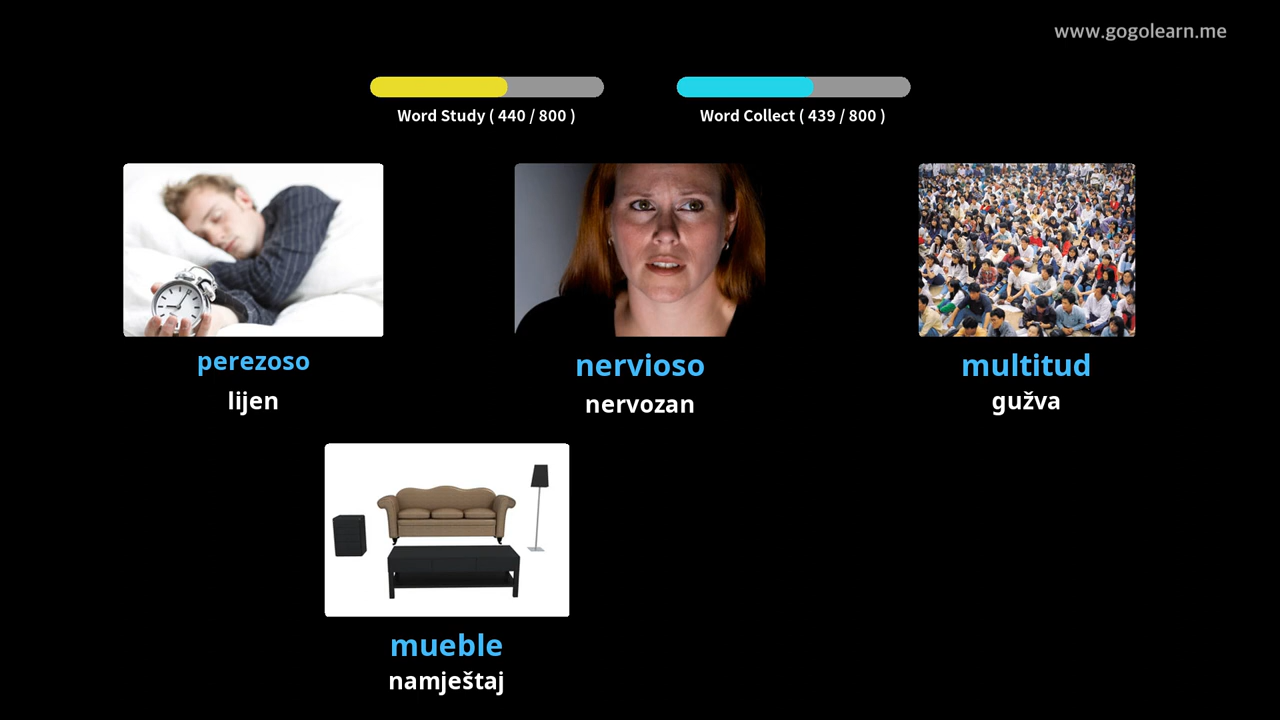 www.gogolearn.me
Word Study ( 440 / 800 )
Word Collect ( 439 / 800 )
perezoso
lijen
nervioso
nervozan
multitud
gužva
mueble
namještaj